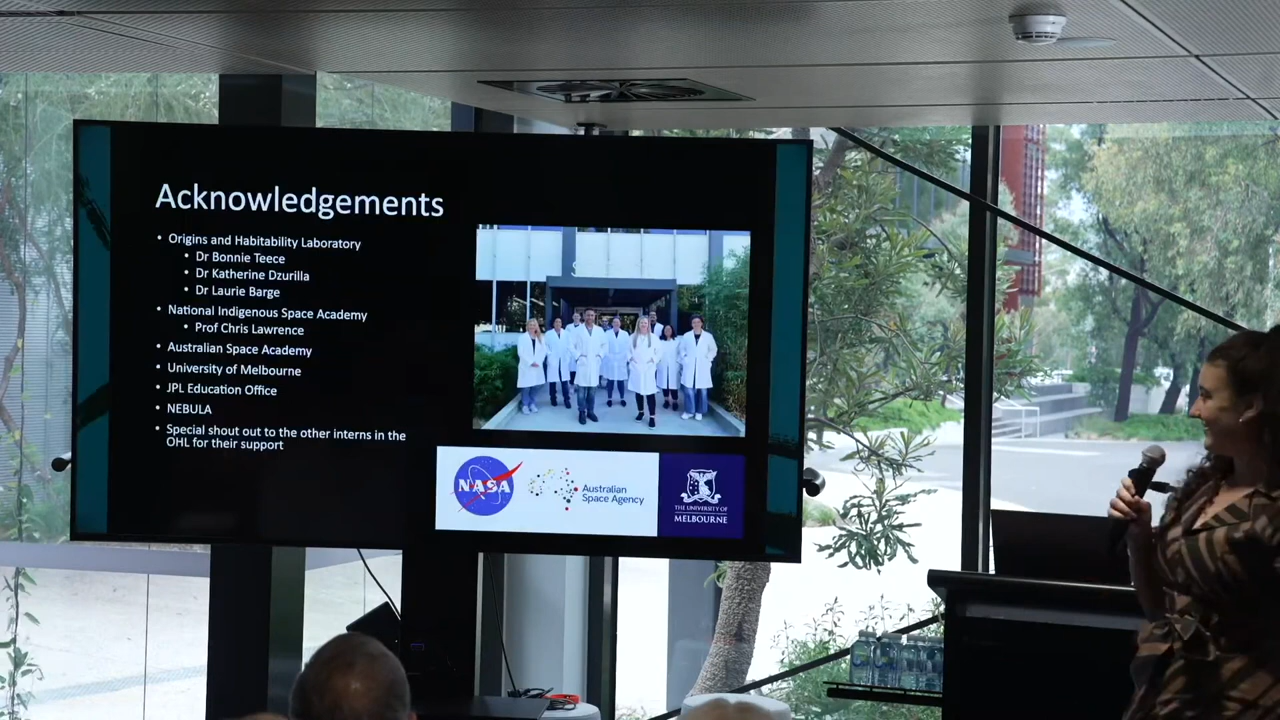 Acknowledgements
• Origins and Habitability Laboratory
• Dr Bonnie Teece
• Dr Katherine Dzurilla
• Dr Laurie Barge
• National Indigenous Space Academy
• Prof Chris Lawrence
• Australian Space Academy
• University of Melbourne
• JPL Education Office
• NEBULA
• Special shout out to the other interns in the
OHL for their support
NASA
Australian
Space Agency
THE UNIVERSITY OF
MELBOURNE